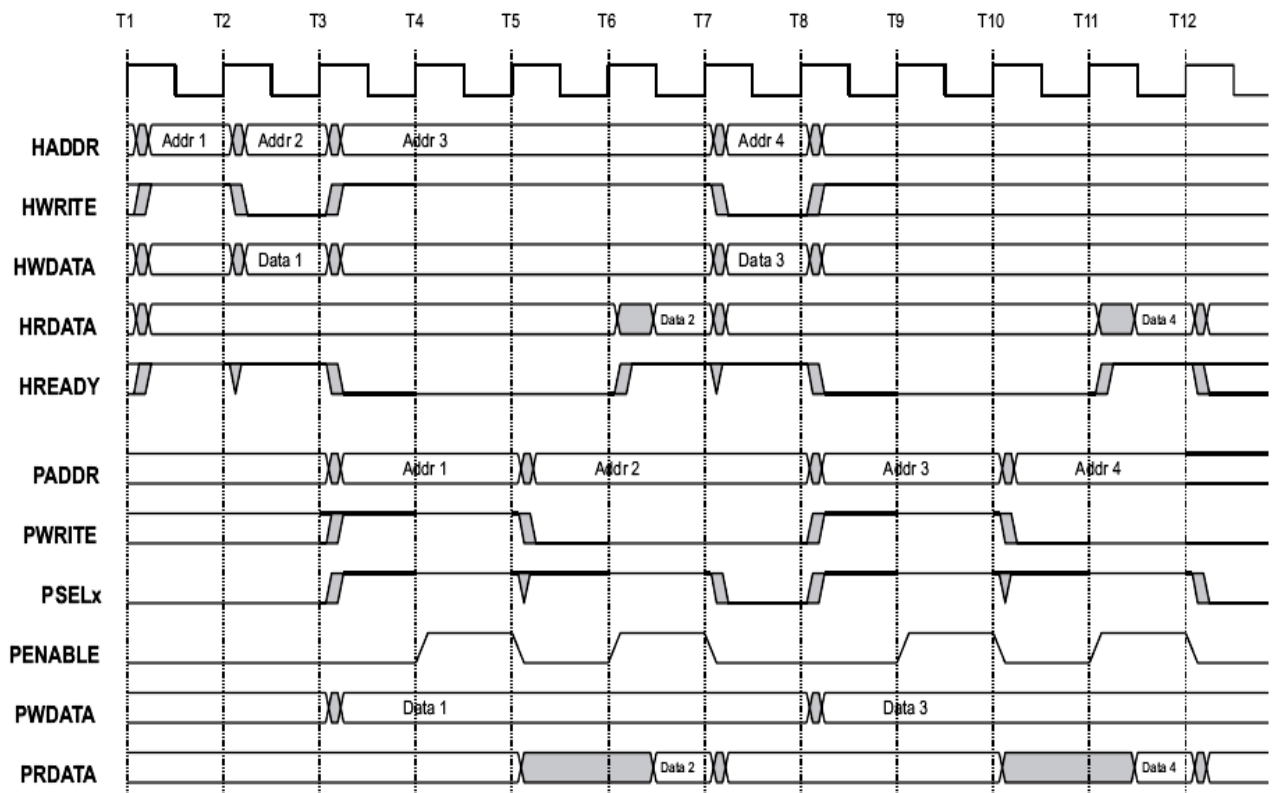 T1 T2 T3 T4 T5 T6 T7 T8 T9 T10 T11 T12
HADDR Addr 1 Addr 2 Addr 3 Addr 4
HWRITE
HWDATA Data 1 Data 3
HRDATA Data 2 Data 4
HREADY
PADDR Addr 1 Addr 2 Addr 3 Addr 4
PWRITE
PSELx
PENABLE
PWDATA Data 1 Data 3
PRDATA Data 2 Data 4